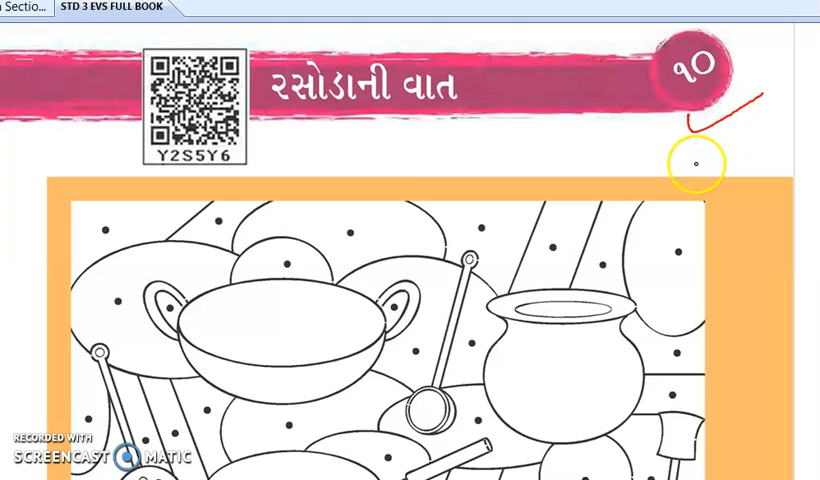 Sectio...
STD 3 EVS FULL BOOK
રસોડાની વાત
૧૦
Y2S5Y6
RECORDED WITH
SCREENCAST MATIC